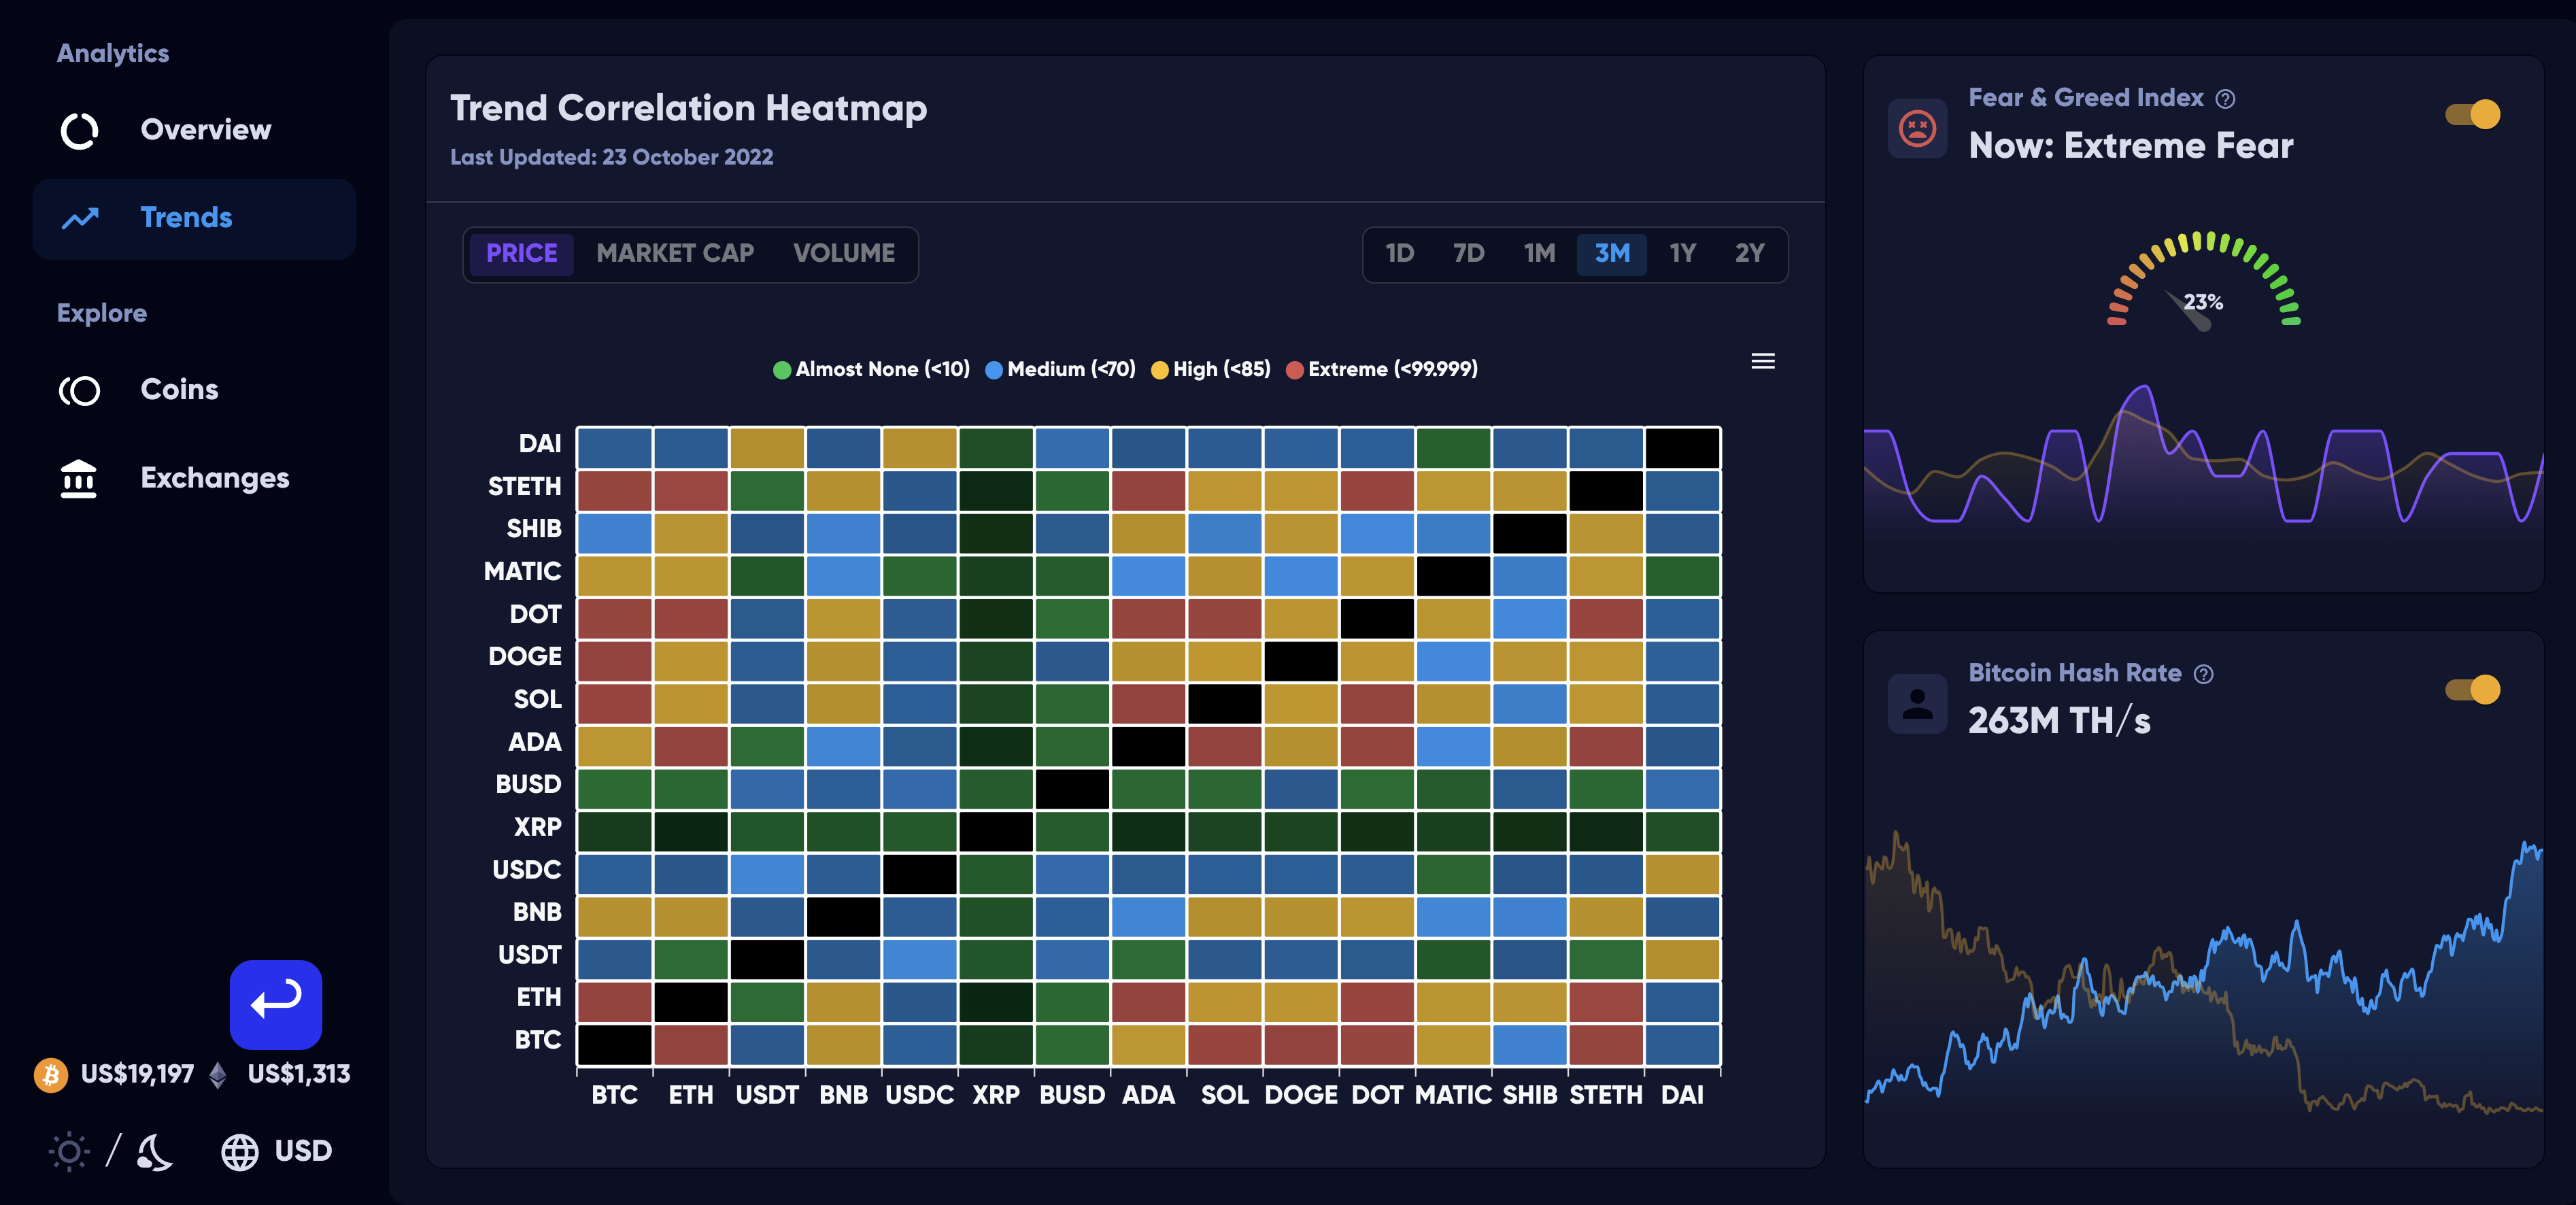 Analytics
Overview
Trends
Explore
Coins
Exchanges
US$19,197 US$1,313
/ USD
Trend Correlation Heatmap
Last Updated: 23 October 2022
PRICE MARKET CAP VOLUME
1D 7D 1M 3M 1Y 2Y
Almost None (<10) Medium (<70) High (<85) Extreme (<99.999)
DAI
STETH
SHIB
MATIC
DOT
DOGE
SOL
ADA
BUSD
XRP
USDC
BNB
USDT
ETH
BTC
BTC ETH USDT BNB USDC XRP BUSD ADA SOL DOGE DOT MATIC SHIB STETH DAI
Fear & Greed Index ?
Now: Extreme Fear
23%
Bitcoin Hash Rate ?
263M TH/s